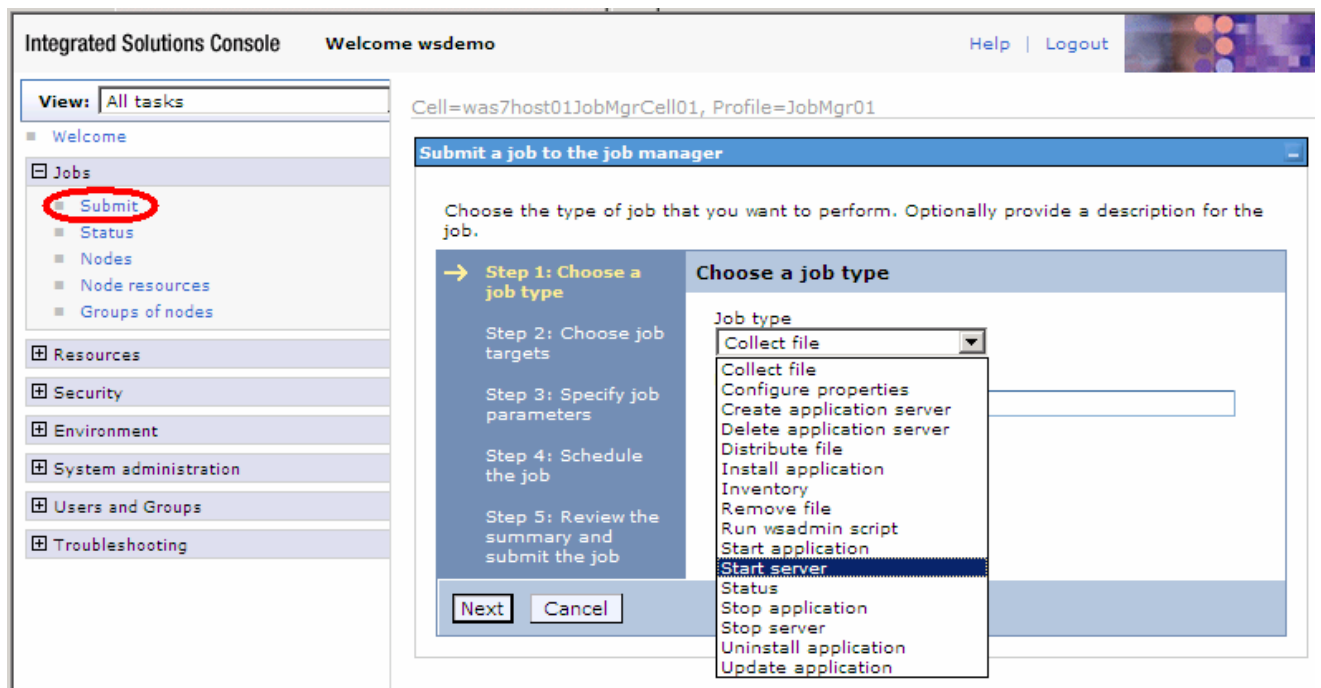 Integrated Solutions Console
Welcome wsdemo
Help | Logout
View: All tasks
Welcome
Jobs
Submit
Status
Nodes
Node resources
Groups of nodes
Resources
Security
Environment
System administration
Users and Groups
Troubleshooting
Cell=was7host01JobMgrCell01, Profile=JobMgr01
Submit a job to the job manager
Choose the type of job that you want to perform. Optionally provide a description for the
job.
Step 1: Choose a
job type
Step 2: Choose job
targets
Step 3: Specify job
parameters
Step 4: Schedule
the job
Step 5: Review the
summary and
submit the job
Choose a job type
Job type
Collect file
Collect file
Configure properties
Create application server
Delete application server
Distribute file
Install application
Inventory
Remove file
Run wsadmin script
Start application
Start server
Status
Stop application
Stop server
Uninstall application
Update application
Next
Cancel